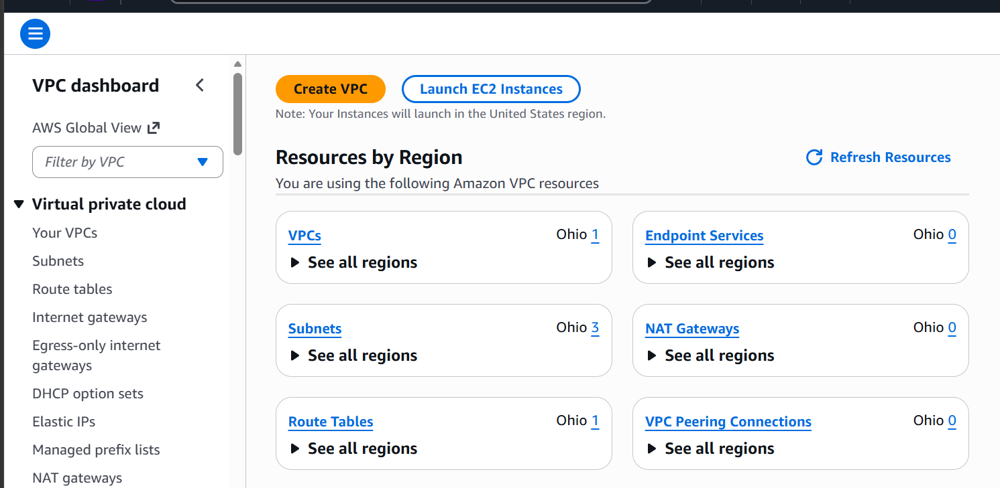 VPC dashboard
AWS Global View
Filter by VPC
Virtual private cloud
Your VPCs
Subnets
Route tables
Internet gateways
Egress-only internet
gateways
DHCP option sets
Elastic IPs
Managed prefix lists
NAT gateways
Create VPC
Launch EC2 Instances
Note: Your Instances will launch in the United States region.
Resources by Region
Refresh Resources
You are using the following Amazon VPC resources
VPCs
Ohio 1
See all regions
Endpoint Services
Ohio 0
See all regions
Subnets
Ohio 3
See all regions
NAT Gateways
Ohio 0
See all regions
Route Tables
Ohio 1
See all regions
VPC Peering Connections
Ohio 0
See all regions